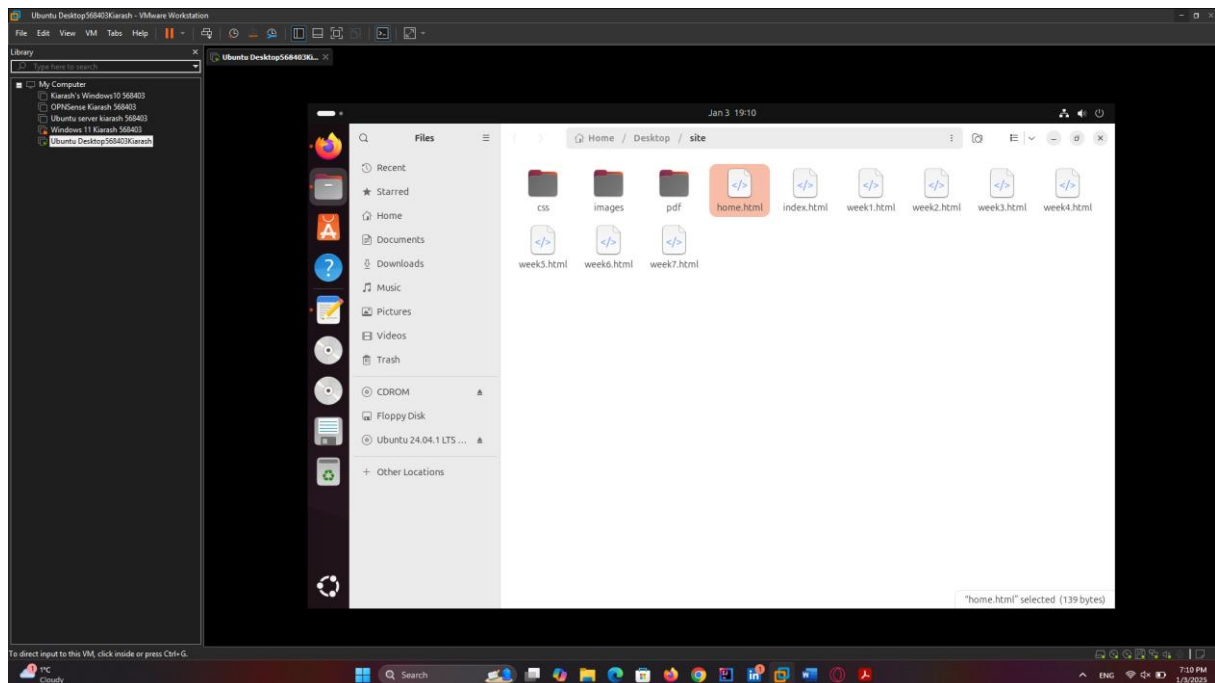 Ubuntu Desktop568403Kiarash - VMware Workstation
File Edit View VM Tabs Help
Library
Type here to search
My Computer
Kiarash's Windows10 568403
OPNSense Kiarash 568403
Ubuntu server kiarash 568403
Windows 11 Kiarash 568403
Ubuntu Desktop568403Kiarash
Ubuntu Desktop568403Ki...
Jan 3 19:10
Files
Home / Desktop / site
Recent
Starred
Home
Documents
Downloads
Music
Pictures
Videos
Trash
CDROM
Floppy Disk
Ubuntu 24.04.1 LTS ...
+ Other Locations
css images pdf home.html index.html week1.html week2.html week3.html week4.html
week5.html week6.html week7.html
"home.html" selected (139 bytes)
To direct input to this VM, click inside or press Ctrl+G.
1
1°C
Cloudy
Search
ENG
7:10 PM
1/3/2025